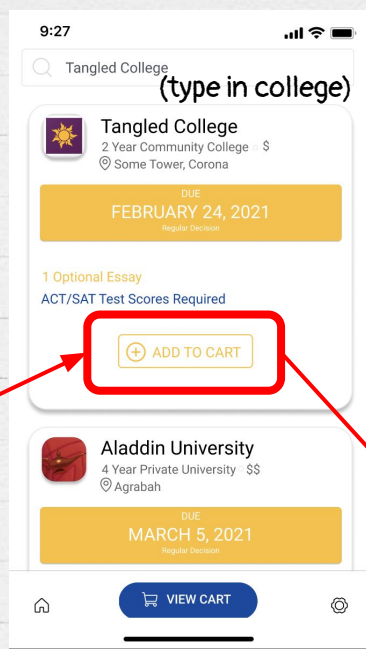 9:27
Tangled College
(type in college)
Tangled College
2 Year Community College $
Some Tower, Corona
DUE
FEBRUARY 24, 2021
Regular Decision
1 Optional Essay
ACT/SAT Test Scores Required
ADD TO CART
Aladdin University
4 Year Private University $$
Agrabah
DUE
MARCH 5, 2021
Regular Decision
VIEW CART